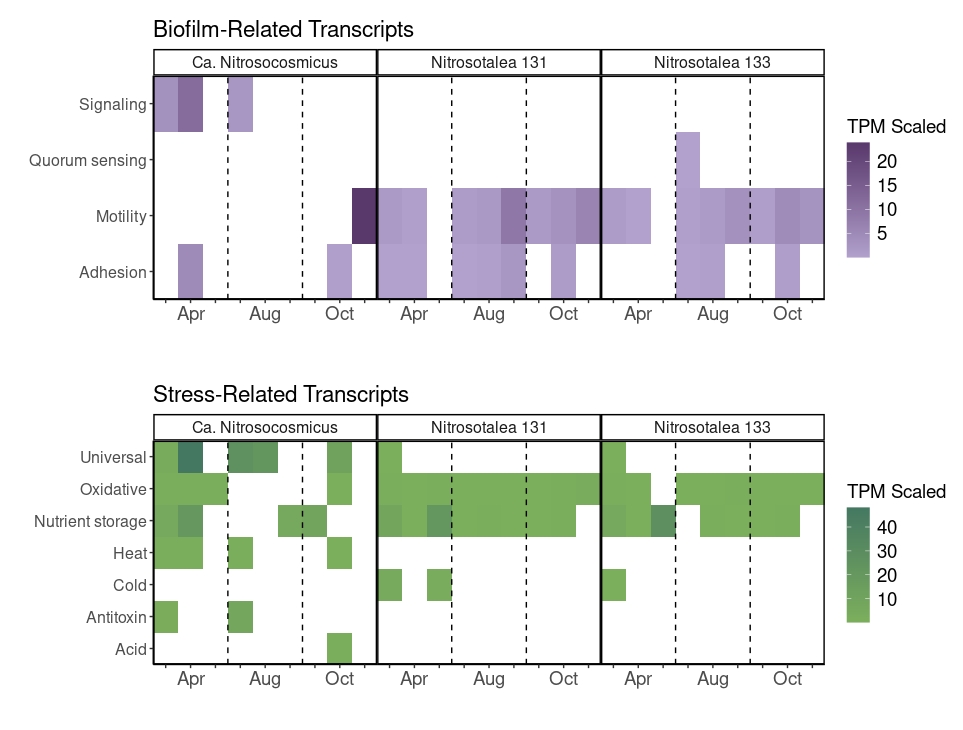 Biofilm-Related Transcripts
Ca. Nitrosocosmicus
Nitrosotalea 131
Nitrosotalea 133
Signaling
Quorum sensing
Motility
Adhesion
Apr
Aug
Oct
Apr
Aug
Oct
Apr
Aug
Oct
TPM Scaled
20
15
10
5
Stress-Related Transcripts
Ca. Nitrosocosmicus
Nitrosotalea 131
Nitrosotalea 133
Universal
Oxidative
Nutrient storage
Heat
Cold
Antitoxin
Acid
Apr
Aug
Oct
Apr
Aug
Oct
Apr
Aug
Oct
TPM Scaled
40
30
20
10